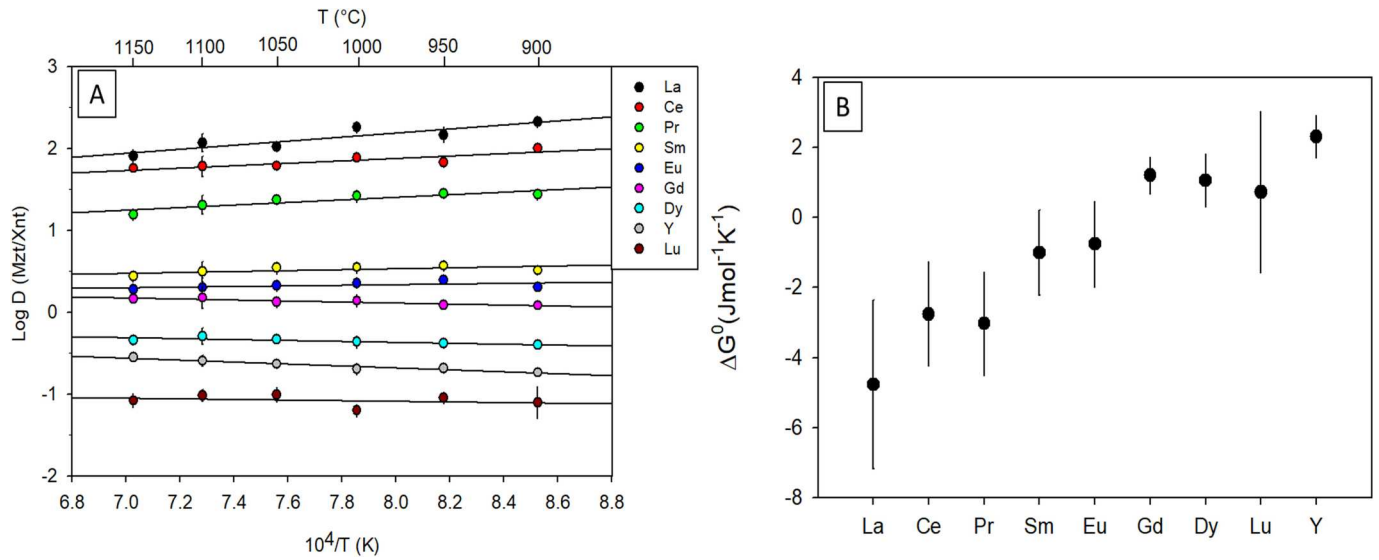 T (°C)
1150 1100 1050 1000 950 900
A
3
2
1
0
-1
-2
Log D (Mzt/Xnt)
La
Ce
Pr
Sm
Eu
Gd
Dy
Y
Lu
6.8 7.0 7.2 7.4 7.6 7.8 8.0 8.2 8.4 8.6 8.8
10⁴/T (K)
B
4
2
0
-2
-4
-6
-8
ΔG⁰(Jmol⁻¹K⁻¹)
La Ce Pr Sm Eu Gd Dy Lu Y